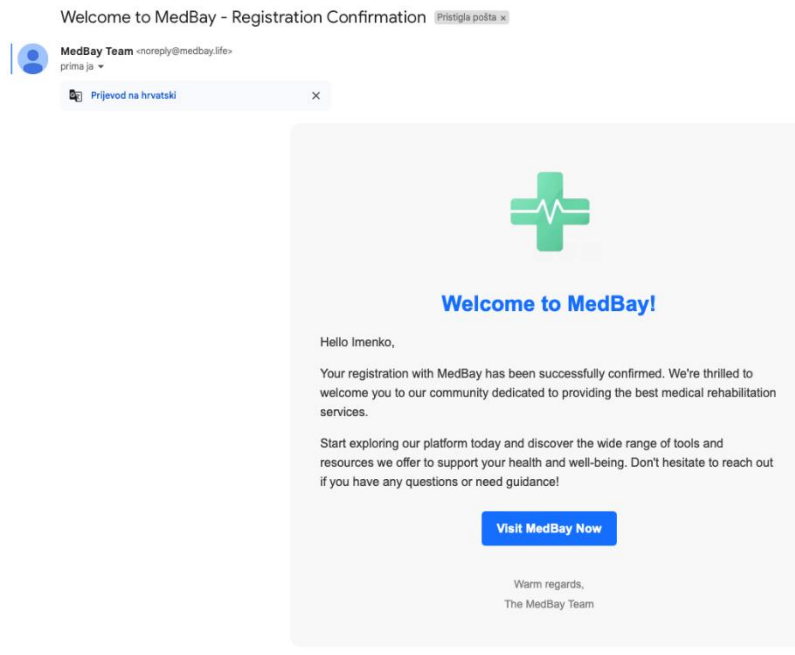 Welcome to MedBay - Registration Confirmation Pristigla pošta ×
MedBay Team <noreply@medbay.life>
prima ja
Prijevod na hrvatski ×
Welcome to MedBay!
Hello Imenko,
Your registration with MedBay has been successfully confirmed. We're thrilled to
welcome you to our community dedicated to providing the best medical rehabilitation
services.
Start exploring our platform today and discover the wide range of tools and
resources we offer to support your health and well-being. Don't hesitate to reach out
if you have any questions or need guidance!
Visit MedBay Now
Warm regards,
The MedBay Team